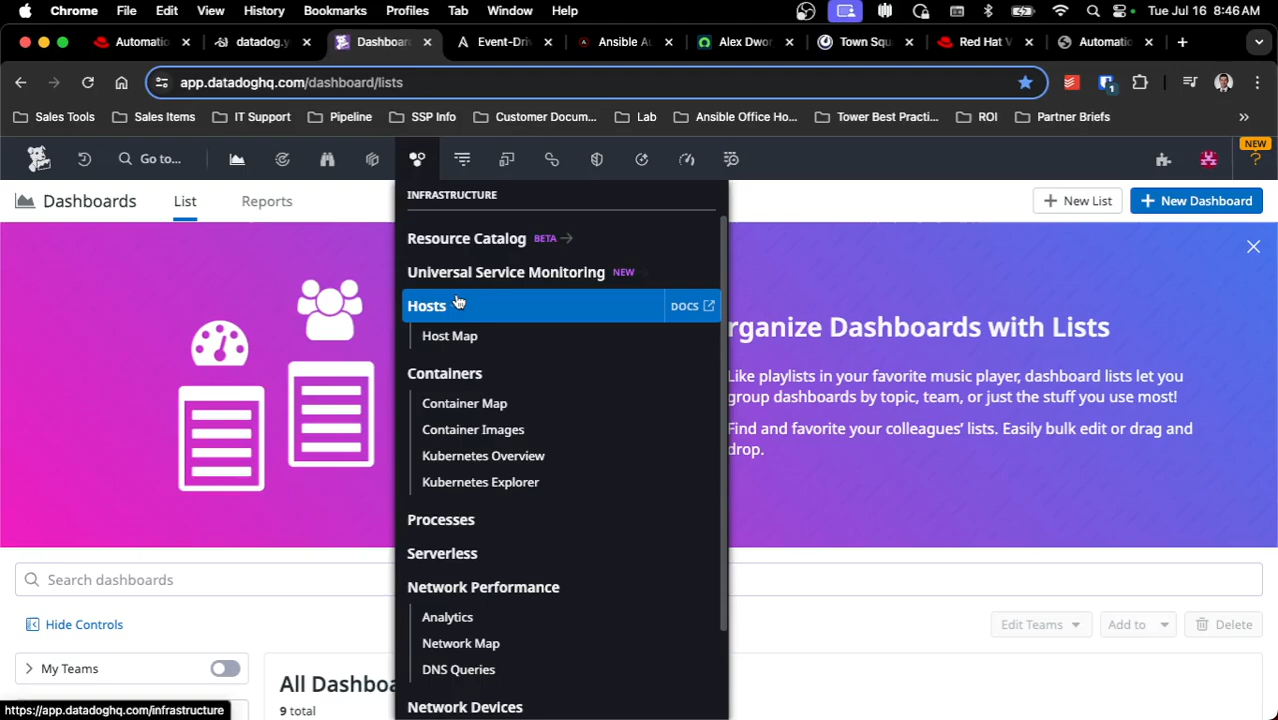 Chrome File Edit View History Bookmarks Profiles Tab Window Help Tue Jul 16 8:46 AM
Automatio datadog.y Dashboar Event-Driv Ansible Au Alex Dwor Town Squ Red Hat V Automatio
app.datadoghq.com/dashboard/lists 1
Sales Tools Sales Items IT Support Pipeline SSP Info Customer Docum... Lab Ansible Office Ho... Tower Best Practi... ROI Partner Briefs »
Go to... NEW ?
Dashboards List Reports + New List + New Dashboard
INFRASTRUCTURE
Resource Catalog BETA
Universal Service Monitoring NEW
Hosts DOCS
Host Map
Containers
Container Map
Container Images
Kubernetes Overview
Kubernetes Explorer
Processes
Serverless
Network Performance
Analytics
Network Map
DNS Queries
Network Devices
rganize Dashboards with Lists
Like playlists in your favorite music player, dashboard lists let you
group dashboards by topic, team, or just the stuff you use most!
Find and favorite your colleagues' lists. Easily bulk edit or drag and
drop.
Search dashboards
Hide Controls Edit Teams Add to Delete
My Teams
All Dashboa
9 total
https://app.datadoghq.com/infrastructure